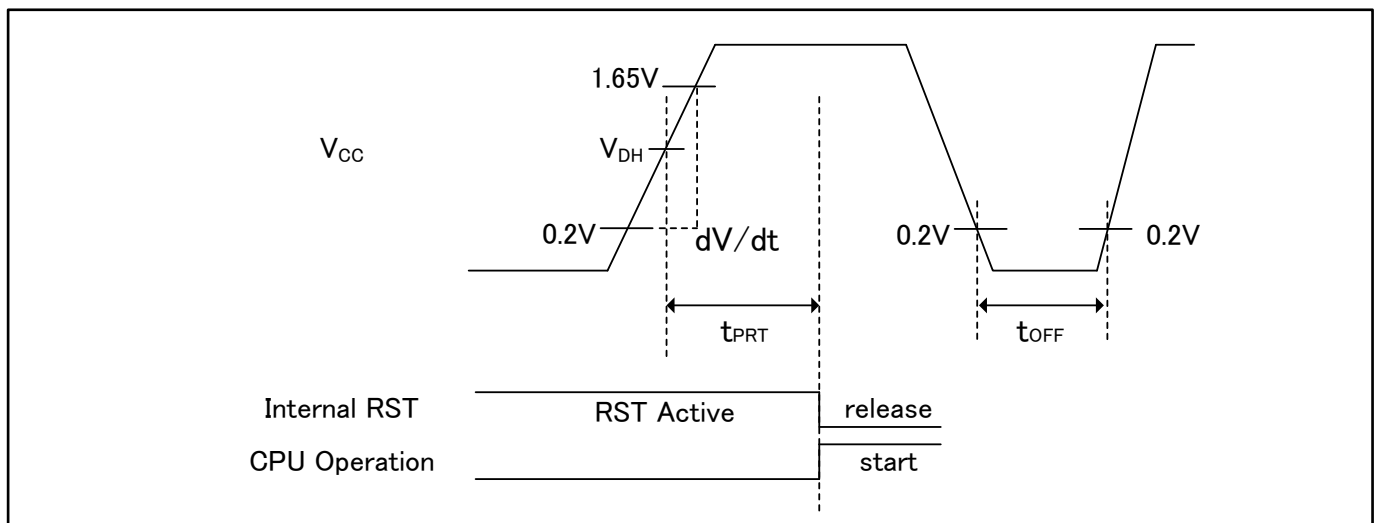 1.65V
VCC
VDH
0.2V
dV/dt
0.2V
0.2V
tPRT
tOFF
Internal RST
RST Active
release
CPU Operation
start